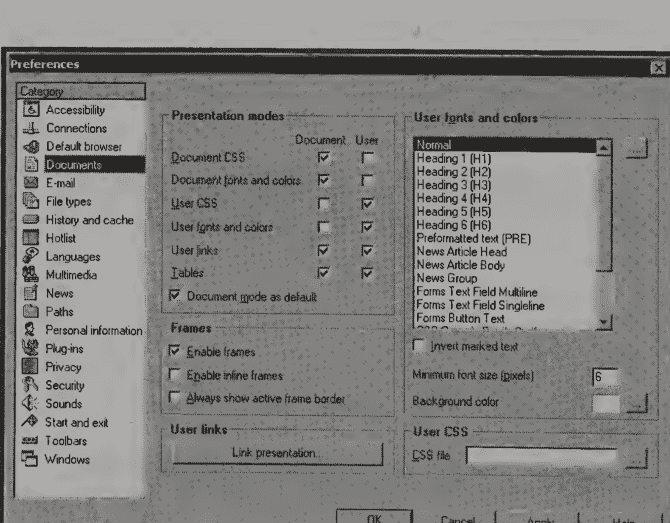 Preferences
Category
Accessibility
Connections
Default browser
Documents
E-mail
File types
History and cache
Hotlist
Languages
Multimedia
News
Paths
Personal information
Plug-ins
Privacy
Security
Sounds
Start and exit
Toolbars
Windows
Presentation modes
Document User
Document CSS
Document fonts and colors
User CSS
User fonts and colors
User links
Tables
Document mode as default
Frames
Enable frames
Enable inline frames
Always show active frame border
User links
Link presentation...
User fonts and colors
Normal
Heading 1 (H1)
Heading 2 (H2)
Heading 3 (H3)
Heading 4 (H4)
Heading 5 (H5)
Heading 6 (H6)
Preformatted text (PRE)
News Article Head
News Article Body
News Group
Forms Text Field Multiline
Forms Text Field Singleline
Forms Button Text
Invert marked text
Minimum font size (pixels) 6
Background color
User CSS
CSS file
OK Cancel Apply Help